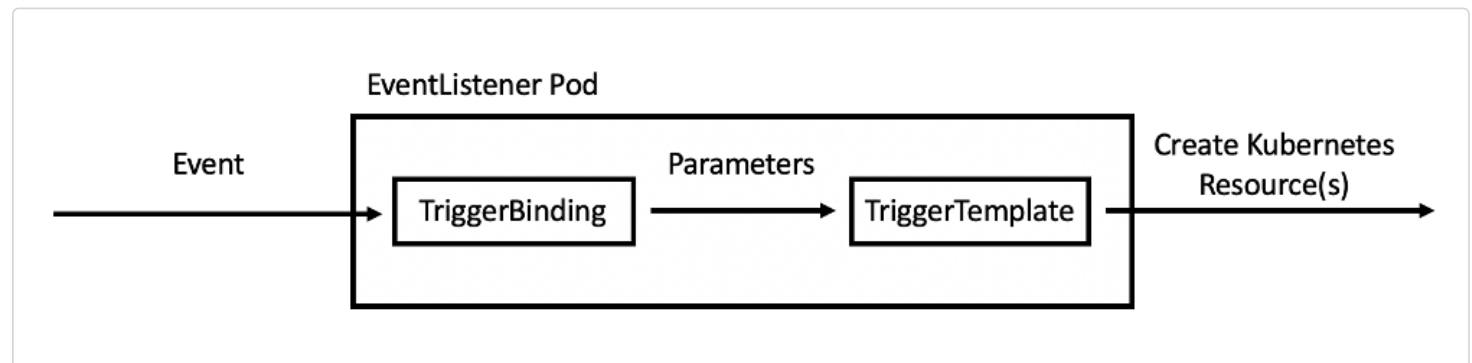 EventListener Pod
Event
Parameters
Create Kubernetes
Resource(s)
TriggerBinding
TriggerTemplate